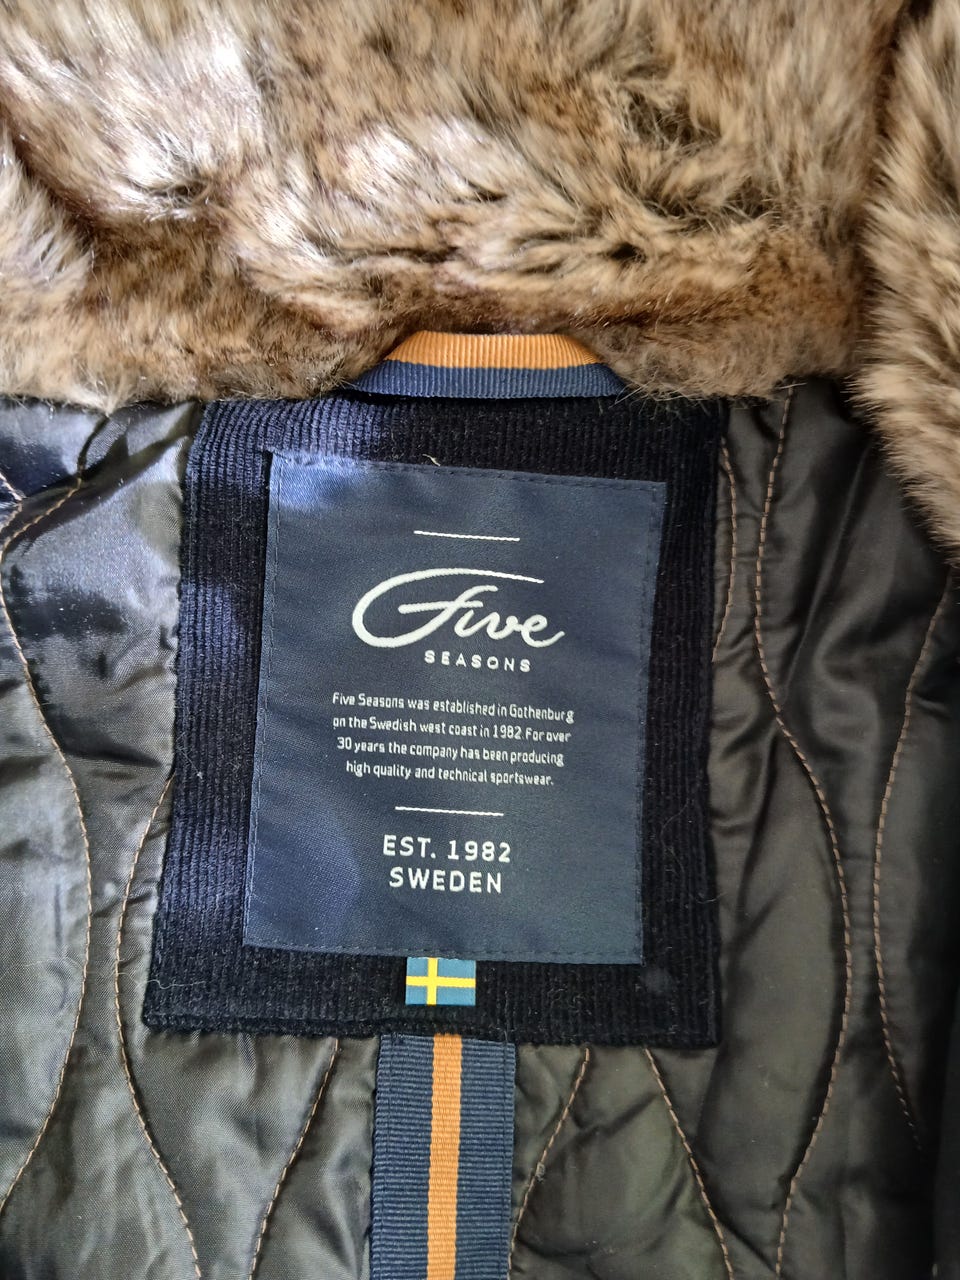 Five
SEASONS
Five Seasons was established in Gothenburg
on the Swedish west coast in 1982. For over
30 years the company has been producing
high quality and technical sportswear.
EST. 1982
SWEDEN